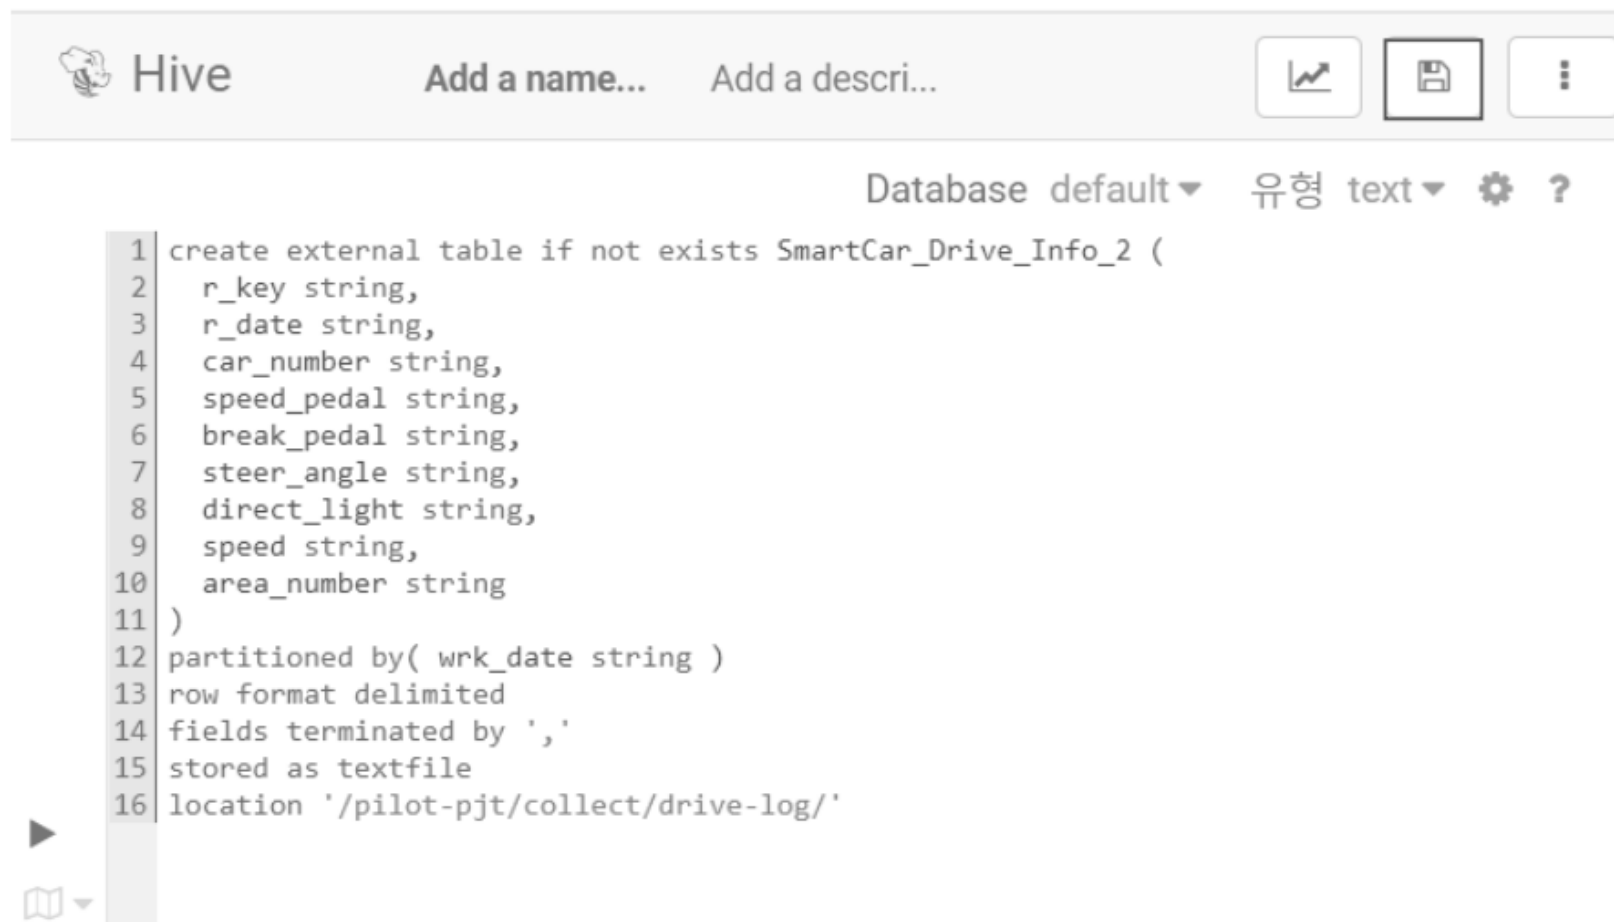 Hive Add a name... Add a descri...
Database default 유형 text ?
1 create external table if not exists SmartCar_Drive_Info_2 (
2 r_key string,
3 r_date string,
4 car_number string,
5 speed_pedal string,
6 break_pedal string,
7 steer_angle string,
8 direct_light string,
9 speed string,
10 area_number string
11 )
12 partitioned by( wrk_date string )
13 row format delimited
14 fields terminated by ','
15 stored as textfile
16 location '/pilot-pjt/collect/drive-log/'